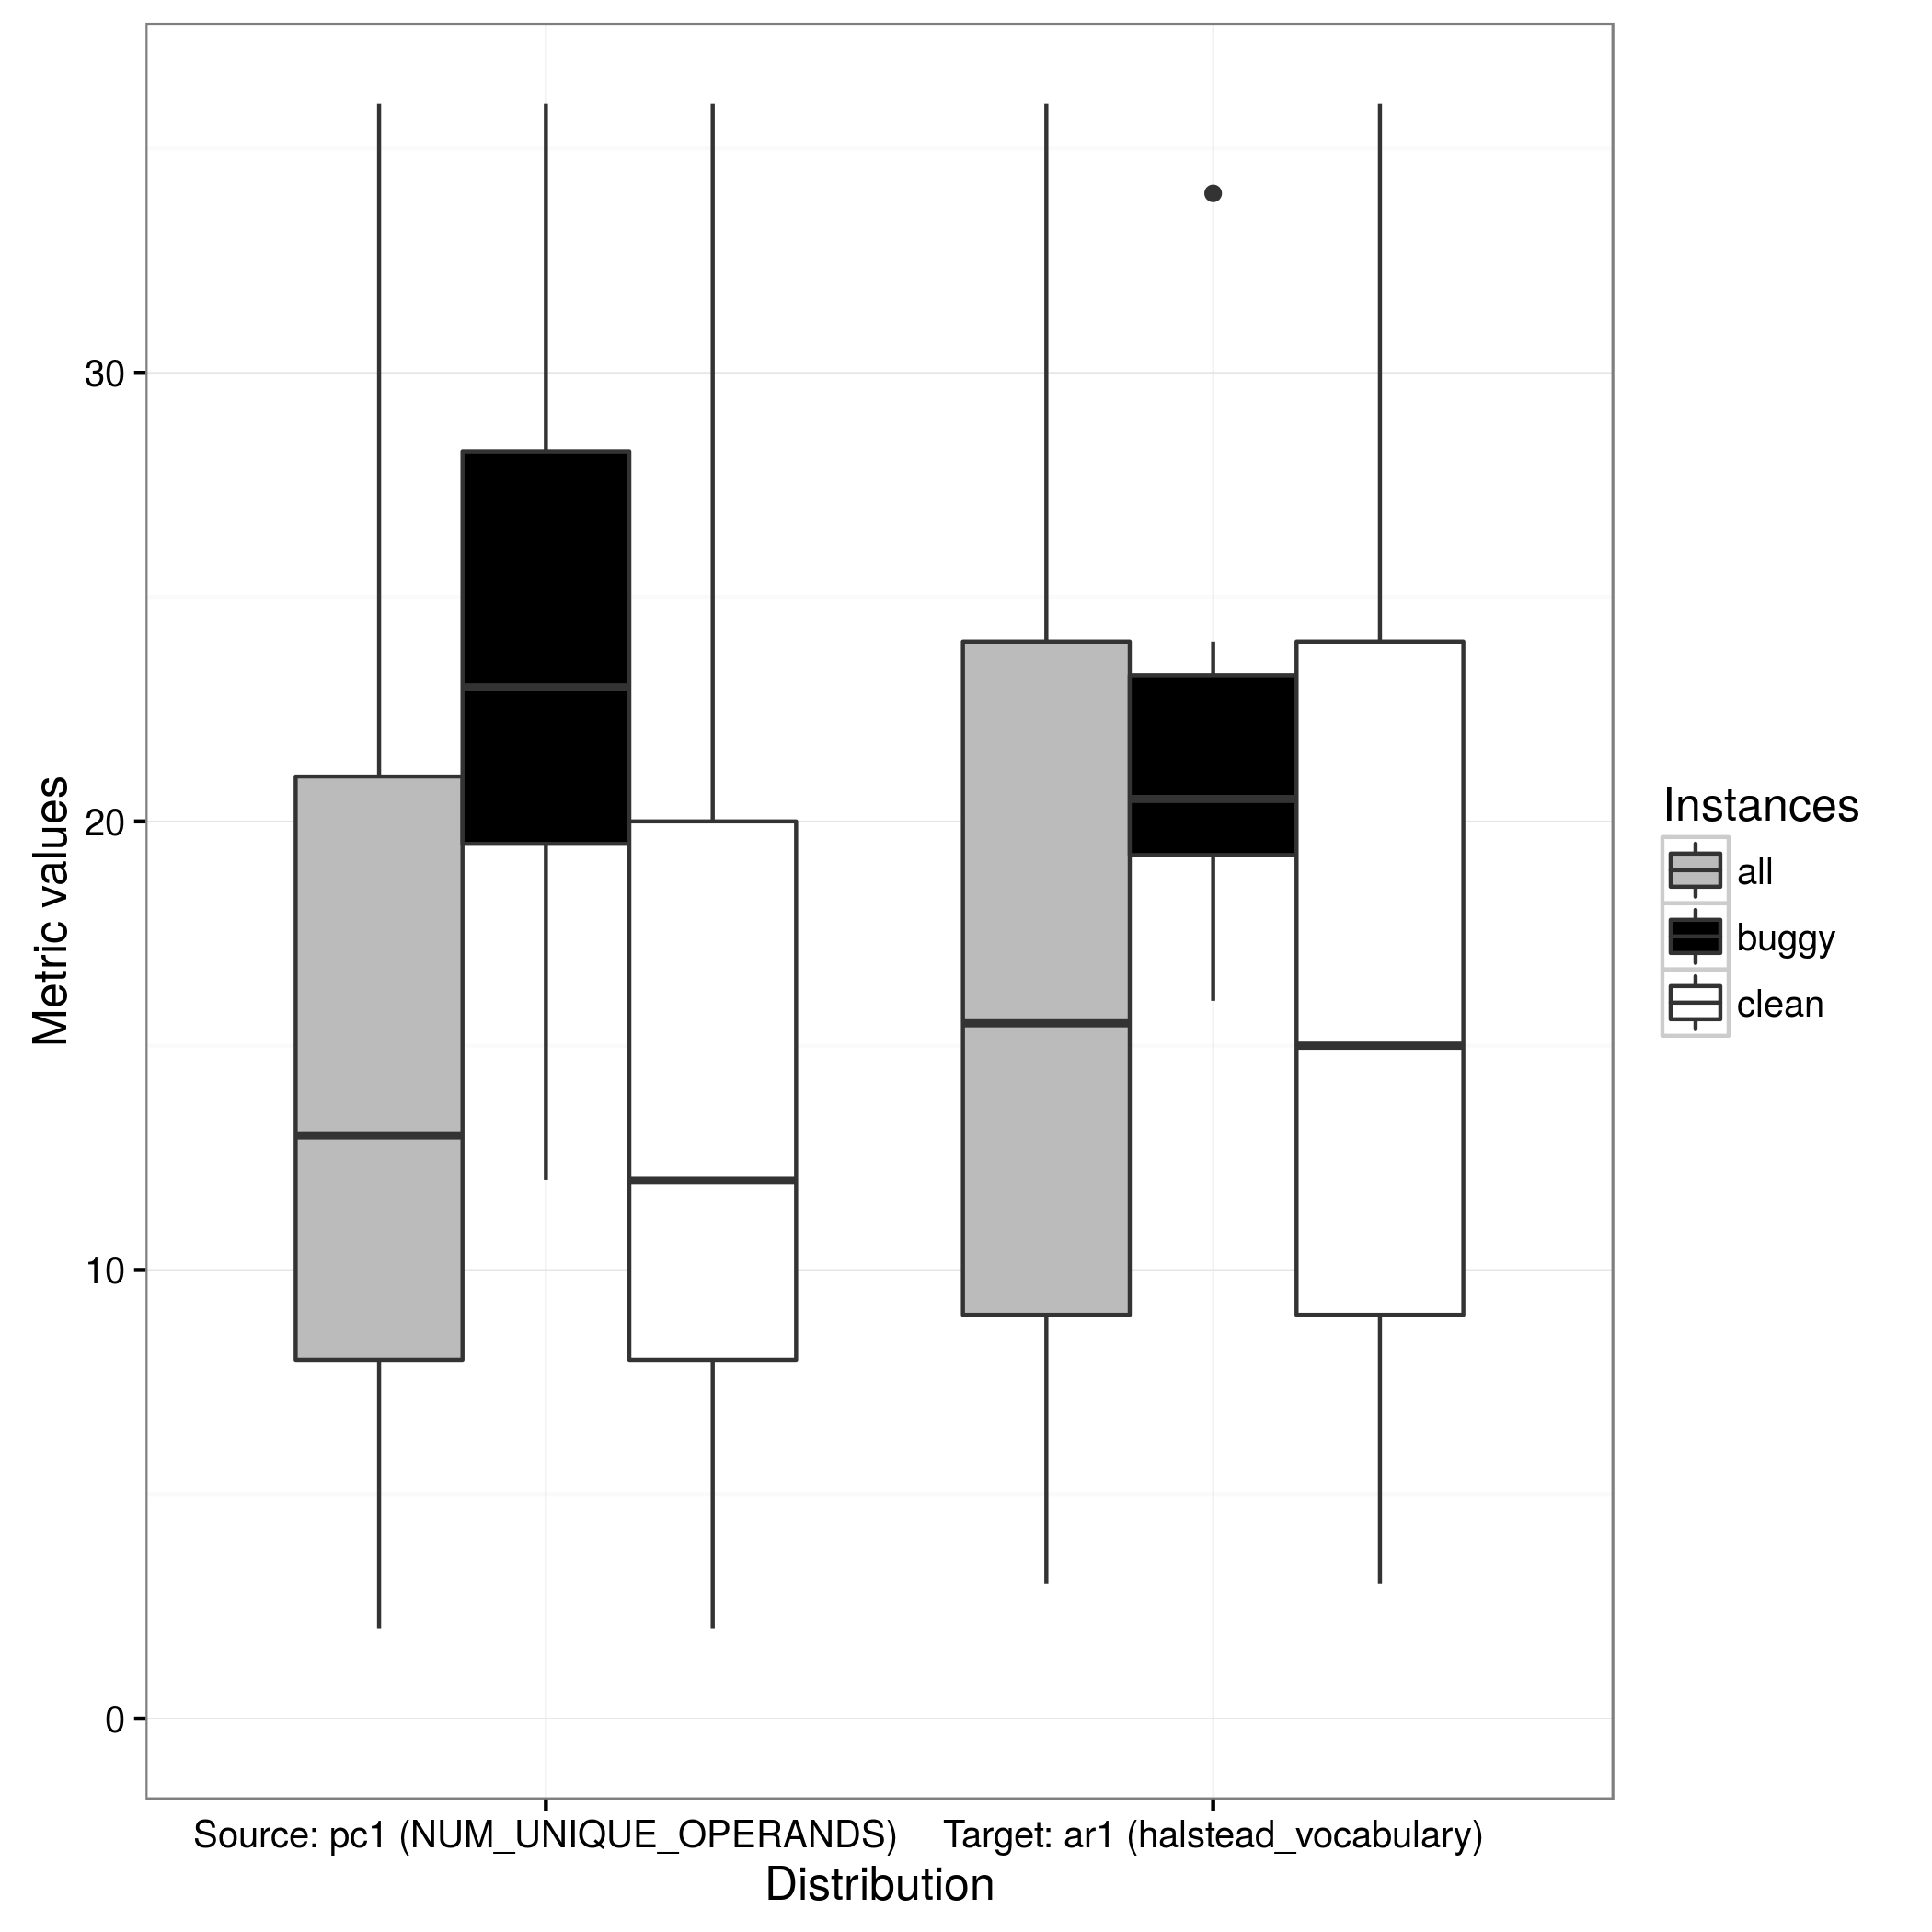 Metric values
30
20
10
0
Source: pc1 (NUM_UNIQUE_OPERANDS)
Target: ar1 (halstead_vocabulary)
Distribution
Instances
all
buggy
clean